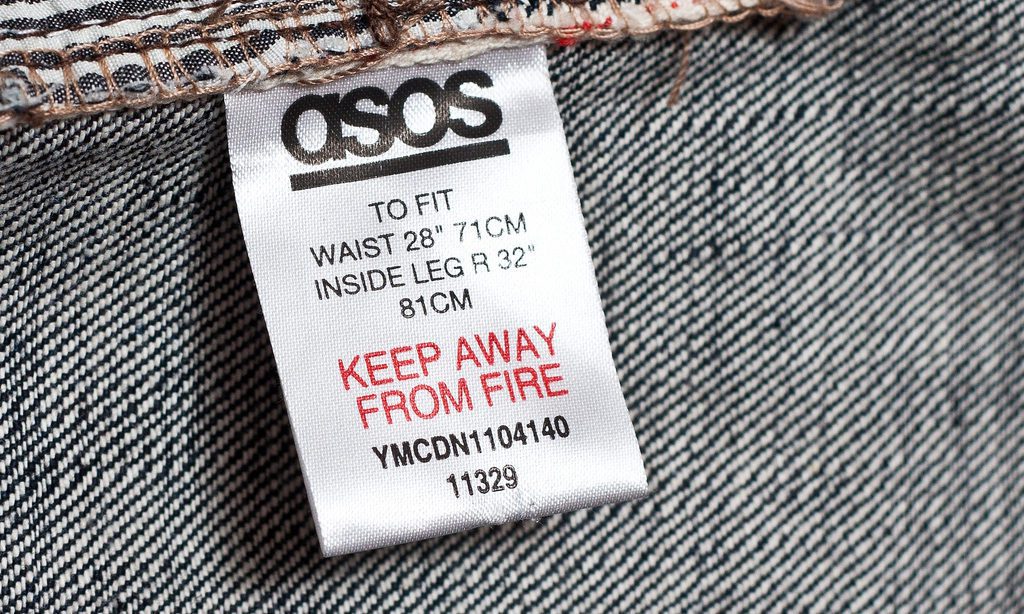 asos
TO FIT
WAIST 28" 71CM
INSIDE LEG R 32"
81CM
KEEP AWAY
FROM FIRE
YMCDN1104140
11329